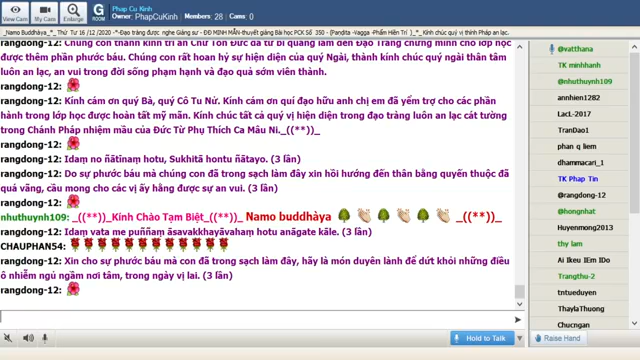 View Cam
My Cam
Enlarge
G
ROOM
Phap Cu Kinh
Owner: PhapCuKinh | Members: 28 | Cams: 0
_Namo Buddhàya_ Thứ Tư 16 /12 /2020 -*-Đạo tràng được nghe Giảng sư - ĐĐ MINH MẪN-thuyết giảng Bài học PCK Số 350 - (Pandita -Vagga -Phẩm Hiền Trí )_*_ Kính chúc quý vị thính Pháp an lạc.
rangdong-12: Chúng con thành kính tri ân Chư Tôn Đức đã từ bi quang lâm đến Đạo Tràng chứng minh cho lớp học
được thêm phần phước báu. Chúng con rất hoan hỷ sự hiện diện của quý Ngài, thành kính chúc quý ngài thân tâm
luôn an lạc, an vui trong đời sống phạm hạnh và đạo quả sớm viên thành.
rangdong-12:
rangdong-12: Kính cám ơn quý Bà, quý Cô Tu Nữ. Kính cám ơn quí đạo hữu anh chị em đã yểm trợ cho các phần
hành trong lớp học được hoàn tất mỹ mãn. Kính chúc tất cả quý vị hiện diện trong đạo tràng luôn an lạc cát tường
trong Chánh Pháp nhiệm mầu của Đức Từ Phụ Thích Ca Mâu Ni._((**))_
rangdong-12:
rangdong-12: Idaṃ no ñātīnaṃ hotu, Sukhitā hontu ñātayo. (3 lần)
rangdong-12: Do sự phước báu mà chúng con đã trong sạch làm đây xin hồi hướng đến thân bằng quyến thuộc đã
quá vãng, cầu mong cho các vị ấy hằng được sự an vui. (3 lần)
rangdong-12:
nhuthuynh109: _((**))_Kính Chào Tạm Biệt_((**))_ Namo buddhàya _((**))_
rangdong-12: Idaṃ vata me puññaṃ āsavakkhayāvahaṃ hotu anāgate kāle. (3 lần)
CHAUPHAN54:
rangdong-12: Xin cho sự phước báu mà con đã trong sạch làm đây, hãy là món duyên lành để dứt khỏi những điều
ô nhiễm ngủ ngầm nơi tâm, trong ngày vị lai. (3 lần)
rangdong-12:
@vatthana
TK minhhanh
@nhuthuynh109
annhien1282
LacL-2017
TranDao1
phan q liem
dhammacari_1
TK Phap Tin
@rangdong-12
@hongnhat
Huyenmong2013
thy lam
Ai Ikeu IEm IDo
Trangthu-2
tntueduyen
ThaylaThuong
Chucngan
Hold to Talk
Raise Hand